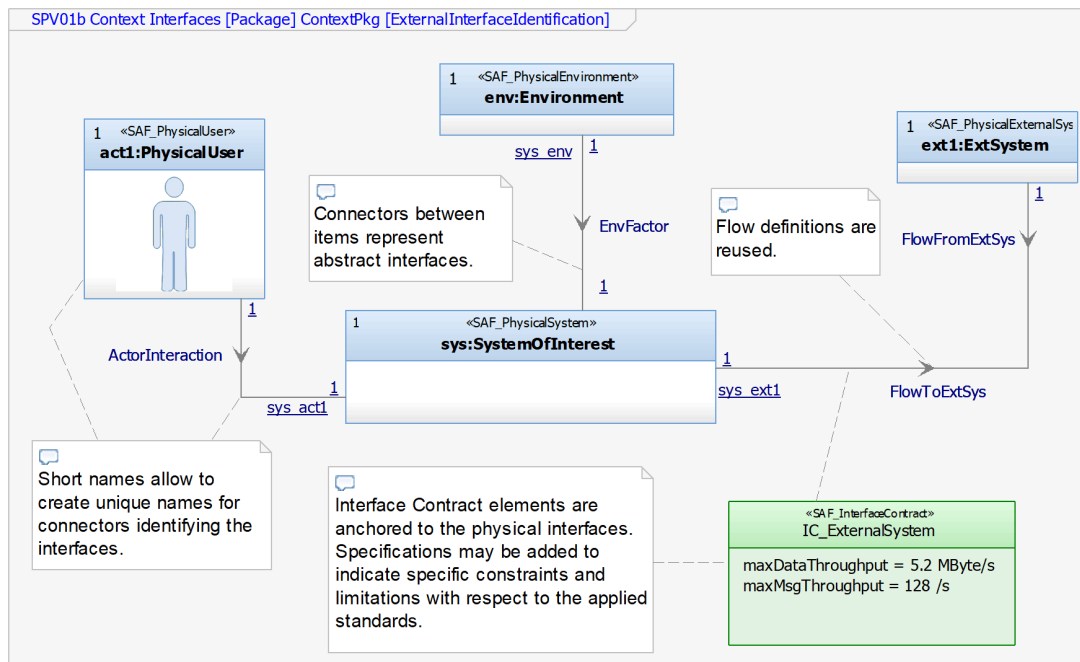 SPV01b Context Interfaces [Package] ContextPkg [ExternalInterfaceIdentification]
1 «SAF_PhysicalEnvironment»
env:Environment
1 «SAF_PhysicalUser»
act1:PhysicalUser
1 «SAF_PhysicalExternalSys
ext1:ExtSystem
sys_env 1
1
Connectors between
items represent
abstract interfaces.
EnvFactor
Flow definitions are
reused.
FlowFromExtSys
1
1
ActorInteraction
1 «SAF_PhysicalSystem»
sys:SystemOfInterest
1
sys_act1
1
sys_ext1
FlowToExtSys
Short names allow to
create unique names for
connectors identifying the
interfaces.
Interface Contract elements are
anchored to the physical interfaces.
Specifications may be added to
indicate specific constraints and
limitations with respect to the applied
standards.
«SAF_InterfaceContract»
IC_ExternalSystem
maxDataThroughput = 5.2 MByte/s
maxMsgThroughput = 128 /s